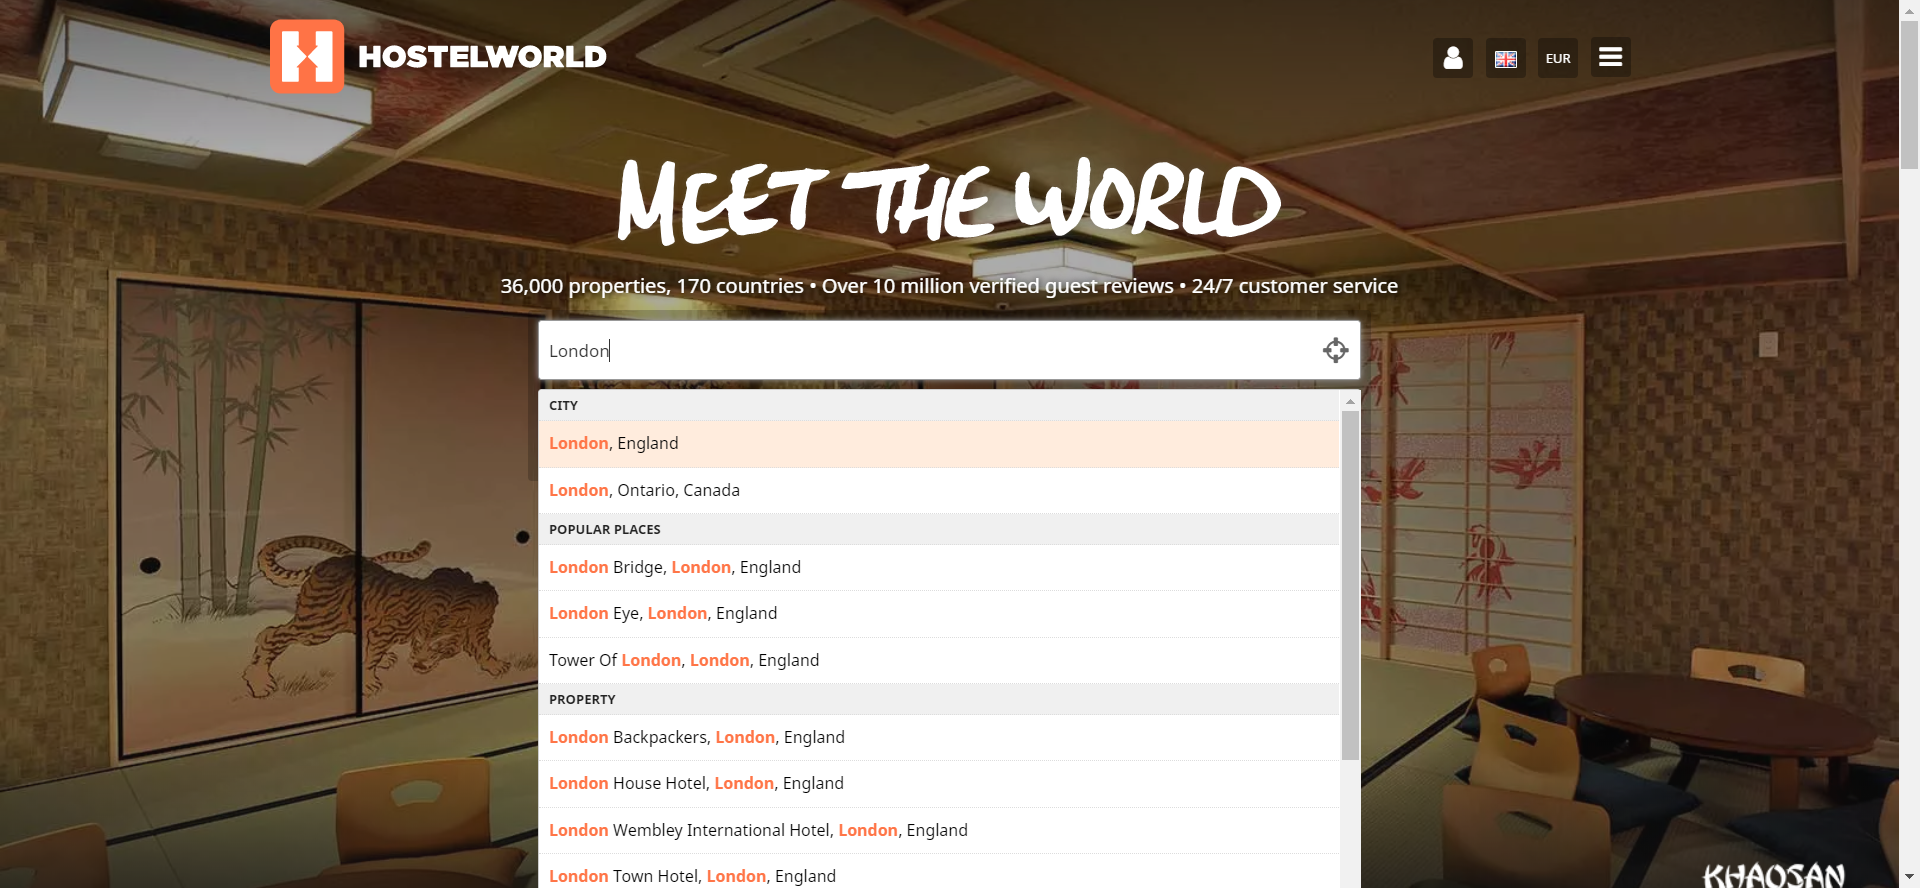 HOSTELWORLD
EUR
MEET THE WORLD
36,000 properties, 170 countries • Over 10 million verified guest reviews • 24/7 customer service
London
CITY
London, England
London, Ontario, Canada
POPULAR PLACES
London Bridge, London, England
London Eye, London, England
Tower Of London, London, England
PROPERTY
London Backpackers, London, England
London House Hotel, London, England
London Wembley International Hotel, London, England
London Town Hotel, London, England
KHAOSAN